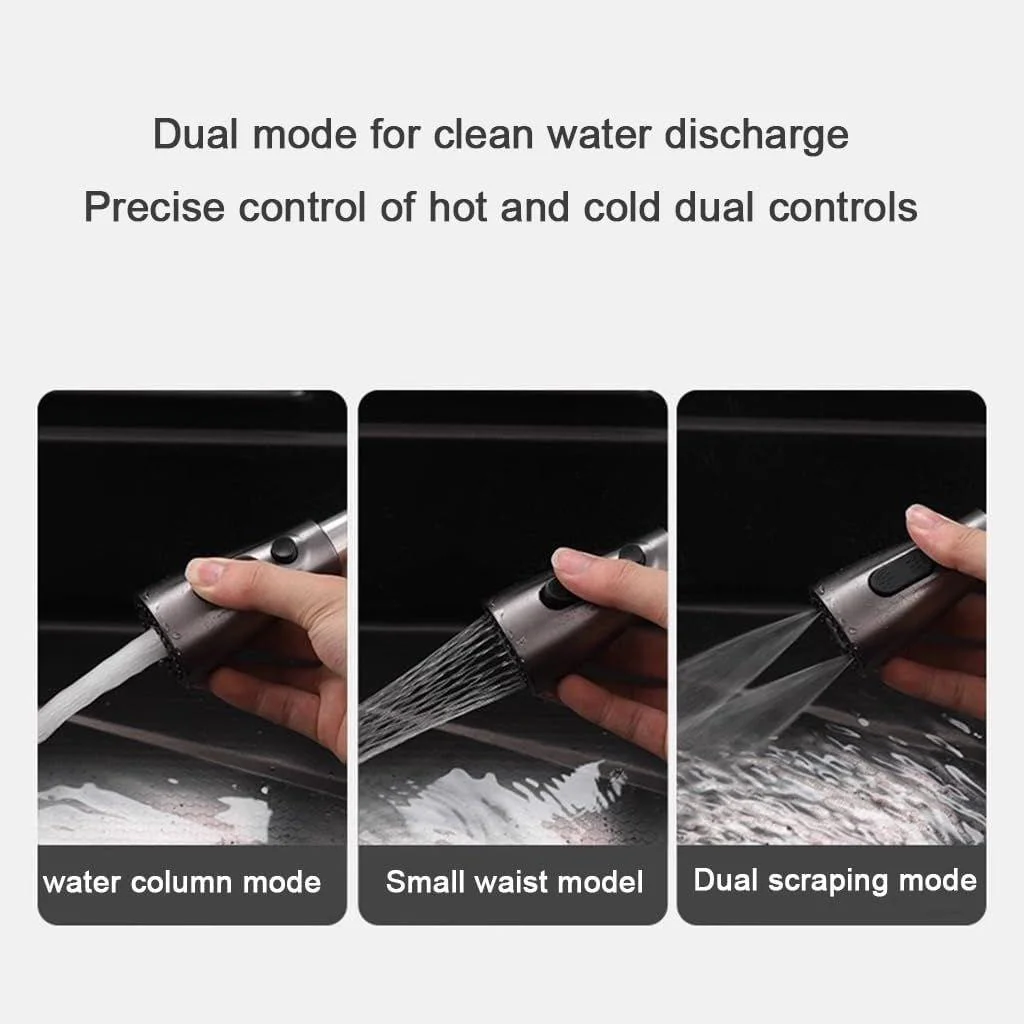 Dual mode for clean water discharge
Precise control of hot and cold dual controls
water column mode
Small waist model
Dual scraping mode